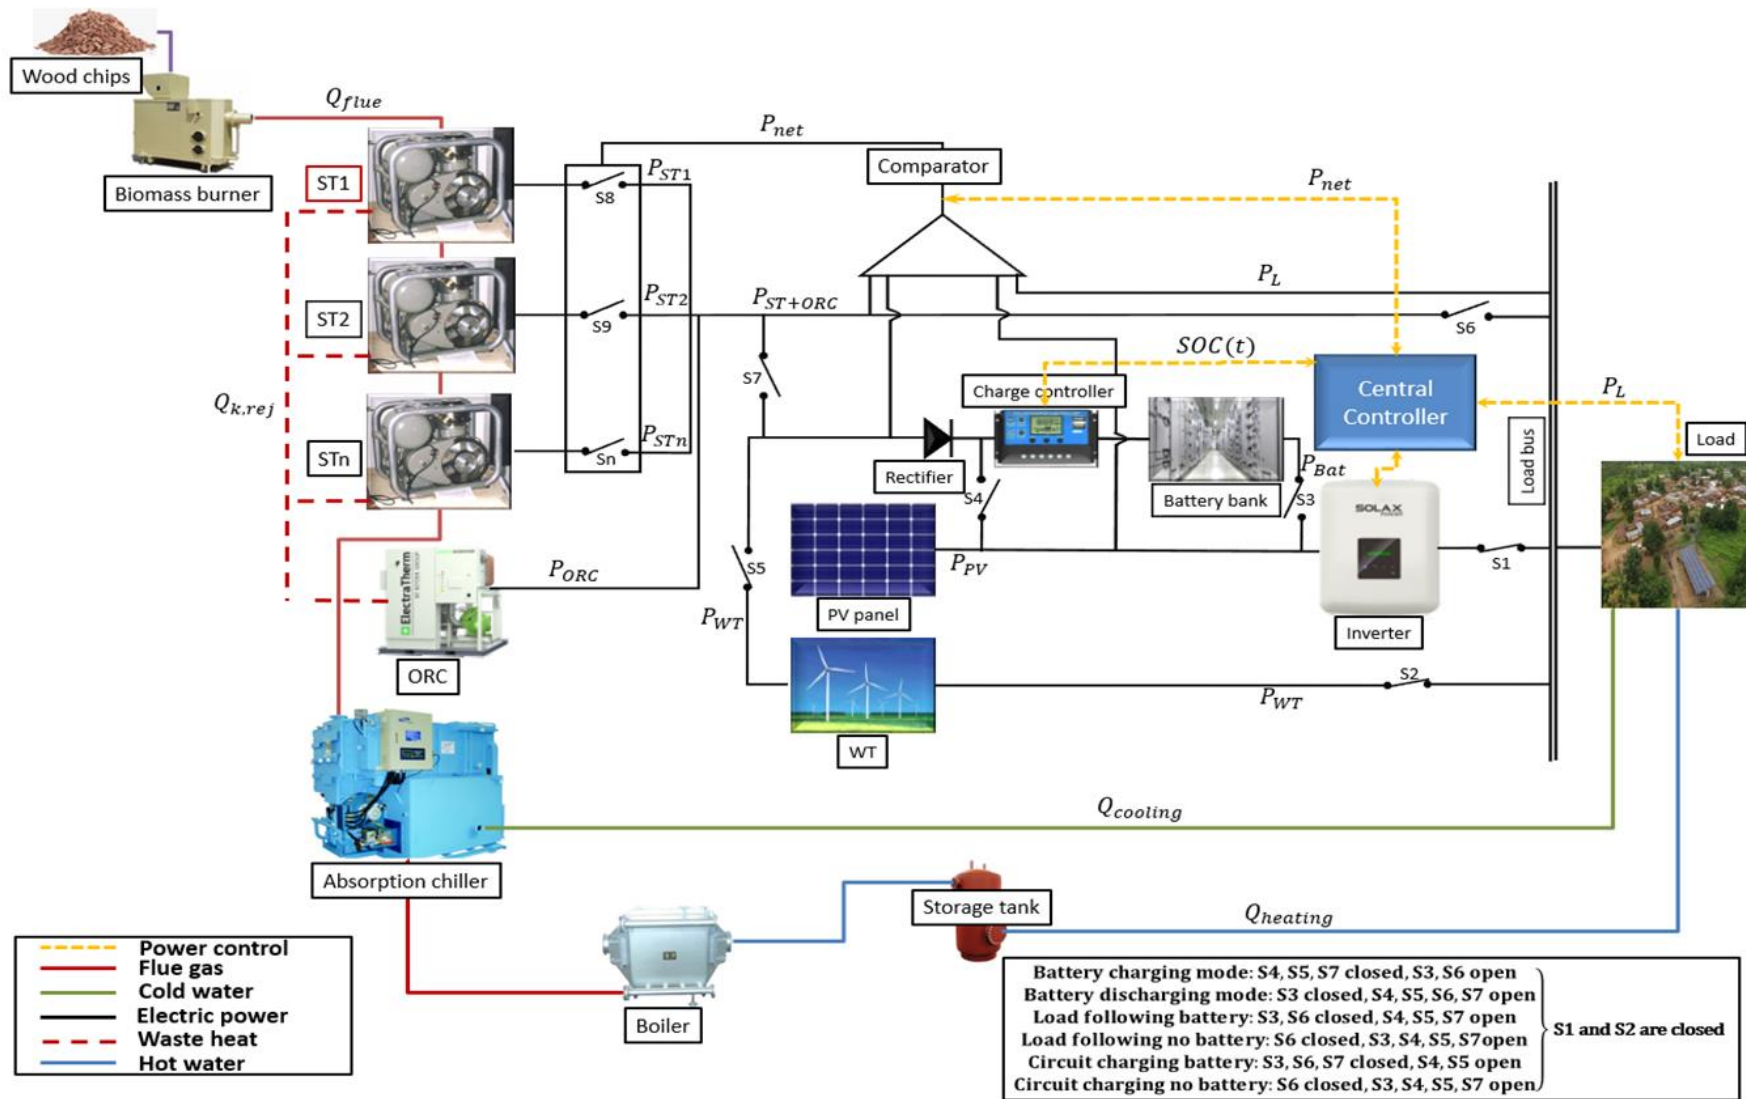 Wood chips
Q_flue
Biomass burner
P_net
Comparator
P_net
ST1
P_ST1
S8
ST2
P_ST2
S9
P_ST+ORC
P_L
S6
S7
SOC(t)
Charge controller
Central
Controller
P_L
Load
Q_k,rej
STn
P_STn
Sn
Rectifier
S4
Battery bank
P_Bat
S3
Load bus
SOLAX
POWER
ElectraTherm
P_ORC
S5
P_PV
PV panel
Inverter
S1
P_WT
ORC
S2
P_WT
WT
Q_cooling
Absorption chiller
Storage tank
Q_heating
Boiler
Power control
Flue gas
Cold water
Electric power
Waste heat
Hot water
Battery charging mode: S4, S5, S7 closed, S3, S6 open
Battery discharging mode: S3 closed, S4, S5, S6, S7 open
Load following battery: S3, S6 closed, S4, S5, S7 open
Load following no battery: S6 closed, S3, S4, S5, S7open
Circuit charging battery: S3, S6, S7 closed, S4, S5 open
Circuit charging no battery: S6 closed, S3, S4, S5, S7 open
S1 and S2 are closed